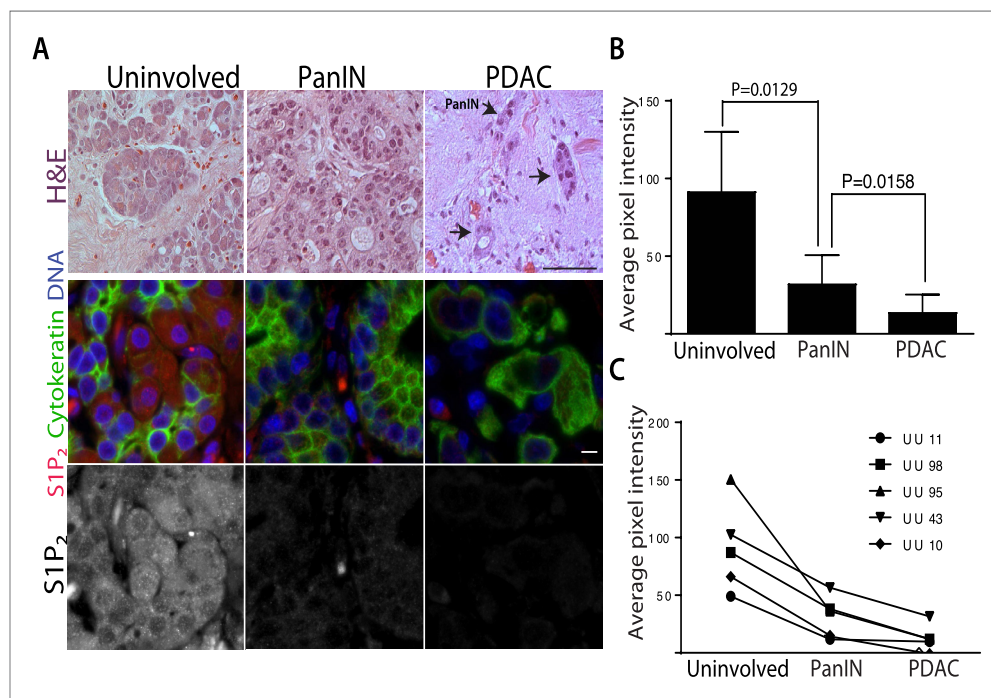 A
Uninvolved PanIN PDAC
H&E
PanIN
S1P₂ Cytokeratin DNA
S1P₂
B
Average pixel intensity
150
100
50
P=0.0129
P=0.0158
Uninvolved PanIN PDAC
C
Average pixel intensity
200
150
100
50
UU 11
UU 98
UU 95
UU 43
UU 10
Uninvolved PanIN PDAC